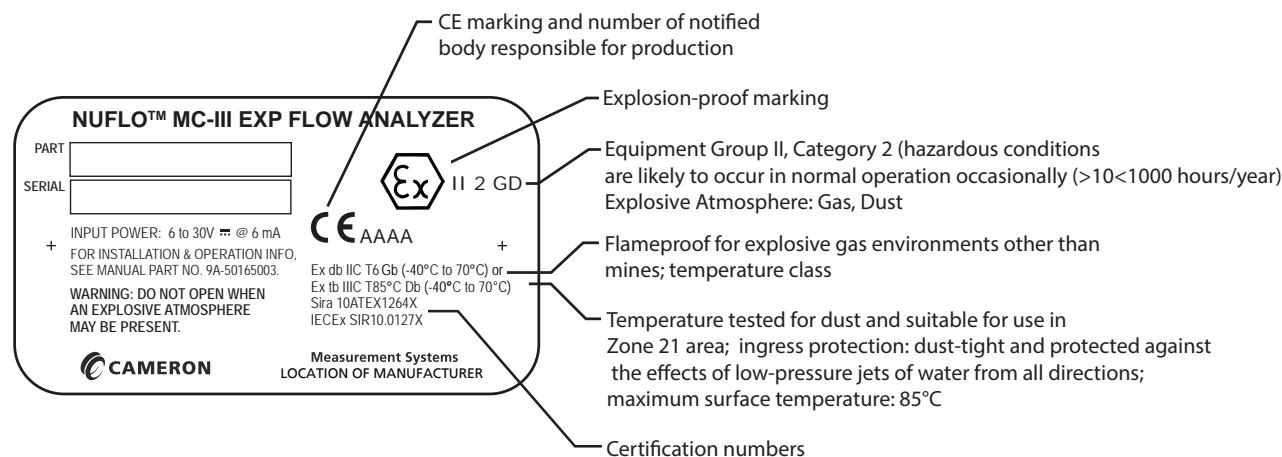 CE marking and number of notified
body responsible for production
Explosion-proof marking
Equipment Group II, Category 2 (hazardous conditions
are likely to occur in normal operation occasionally (>10<1000 hours/year)
Explosive Atmosphere: Gas, Dust
Flameproof for explosive gas environments other than
mines; temperature class
Temperature tested for dust and suitable for use in
Zone 21 area; ingress protection: dust-tight and protected against
the effects of low-pressure jets of water from all directions;
maximum surface temperature: 85°C
Certification numbers
NUFLO™ MC-III EXP FLOW ANALYZER
PART
SERIAL
Ex II 2 GD
INPUT POWER: 6 to 30V ⎓ @ 6 mA
FOR INSTALLATION & OPERATION INFO,
SEE MANUAL PART NO. 9A-50165003.
WARNING: DO NOT OPEN WHEN
AN EXPLOSIVE ATMOSPHERE
MAY BE PRESENT.
CE AAAA
+ +
Ex db IIC T6 Gb (-40°C to 70°C) or
Ex tb IIIC T85°C Db (-40°C to 70°C)
Sira 10ATEX1264X
IECEx SIR10.0127X
CAMERON
Measurement Systems
LOCATION OF MANUFACTURER